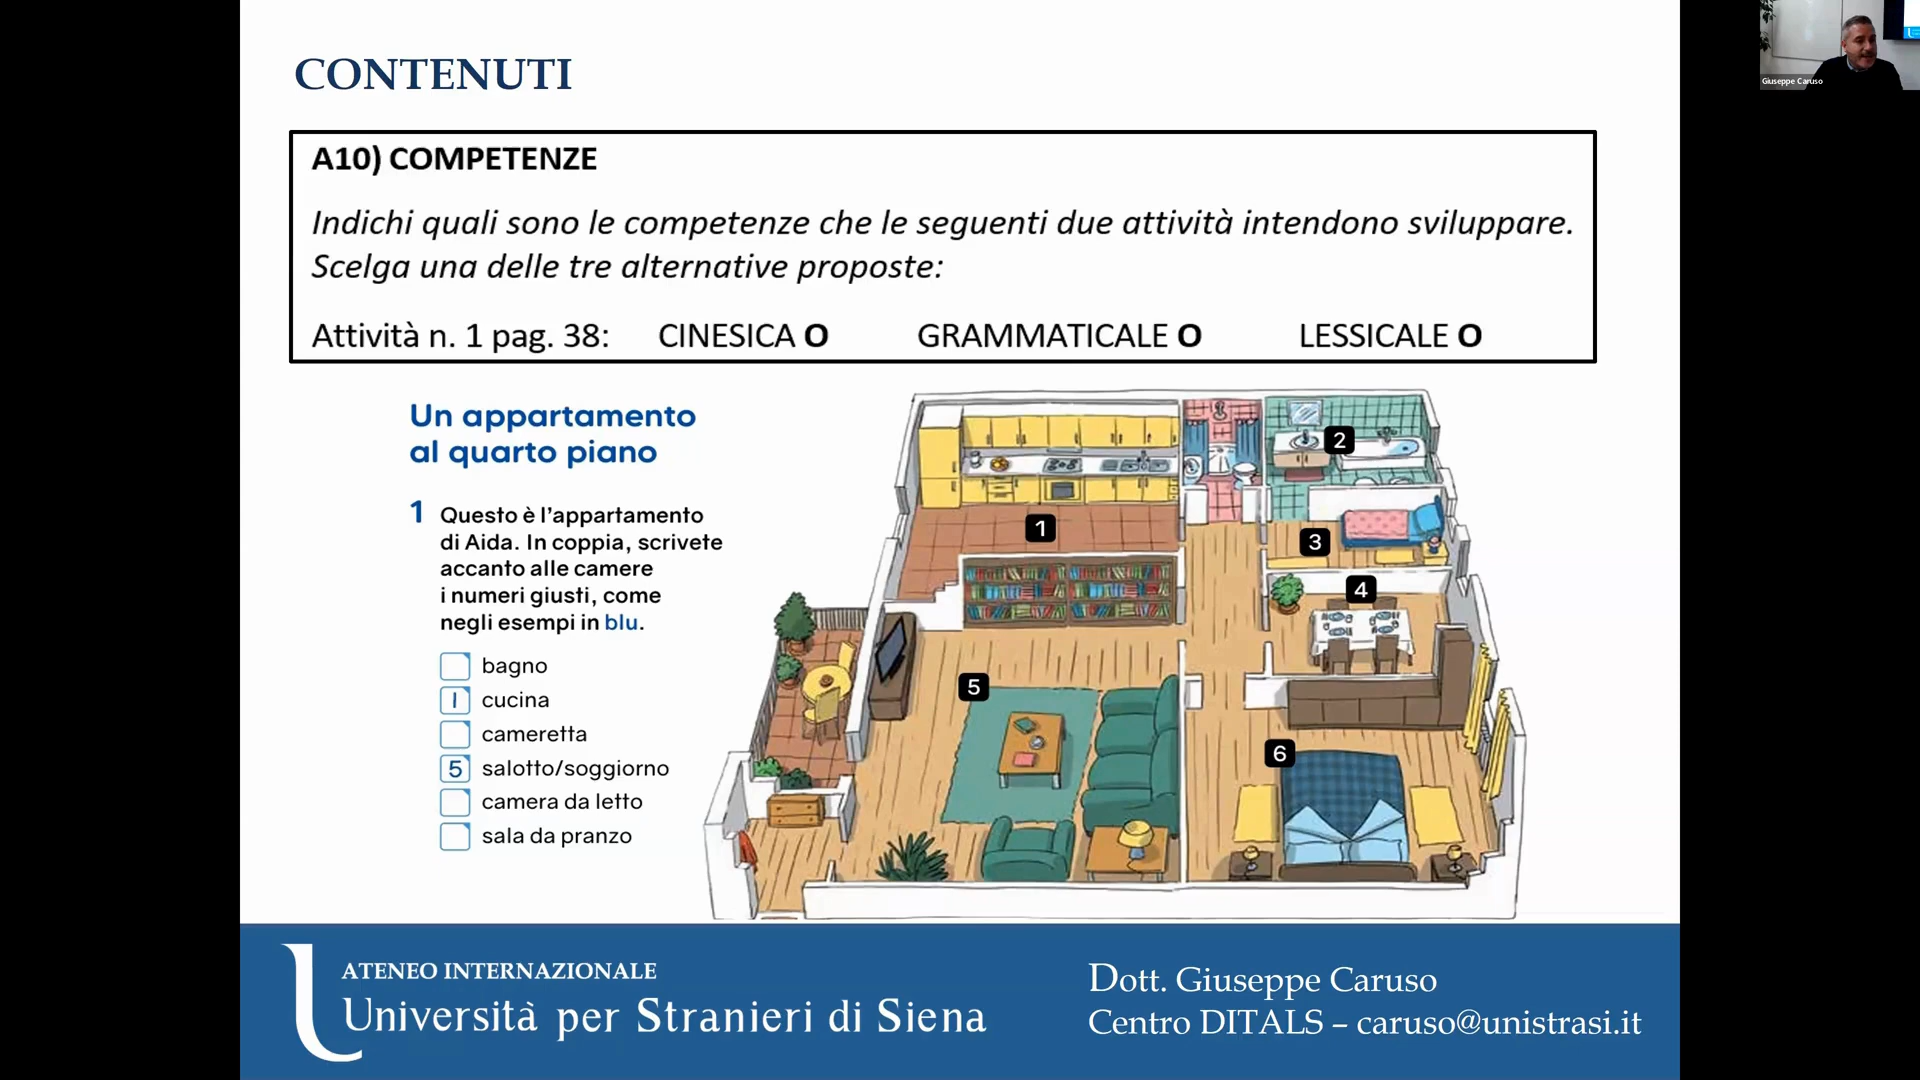 CONTENUTI
A10) COMPETENZE
Indichi quali sono le competenze che le seguenti due attività intendono sviluppare.
Scelga una delle tre alternative proposte:
Attività n. 1 pag. 38: CINESICA O GRAMMATICALE O LESSICALE O
Un appartamento
al quarto piano
1 Questo è l'appartamento
di Aida. In coppia, scrivete
accanto alle camere
i numeri giusti, come
negli esempi in blu.
bagno
1 cucina
cameretta
5 salotto/soggiorno
camera da letto
sala da pranzo
1
2
3
4
5
6
ATENEO INTERNAZIONALE
Università per Stranieri di Siena
Dott. Giuseppe Caruso
Centro DITALS – caruso@unistrasi.it
Giuseppe Caruso